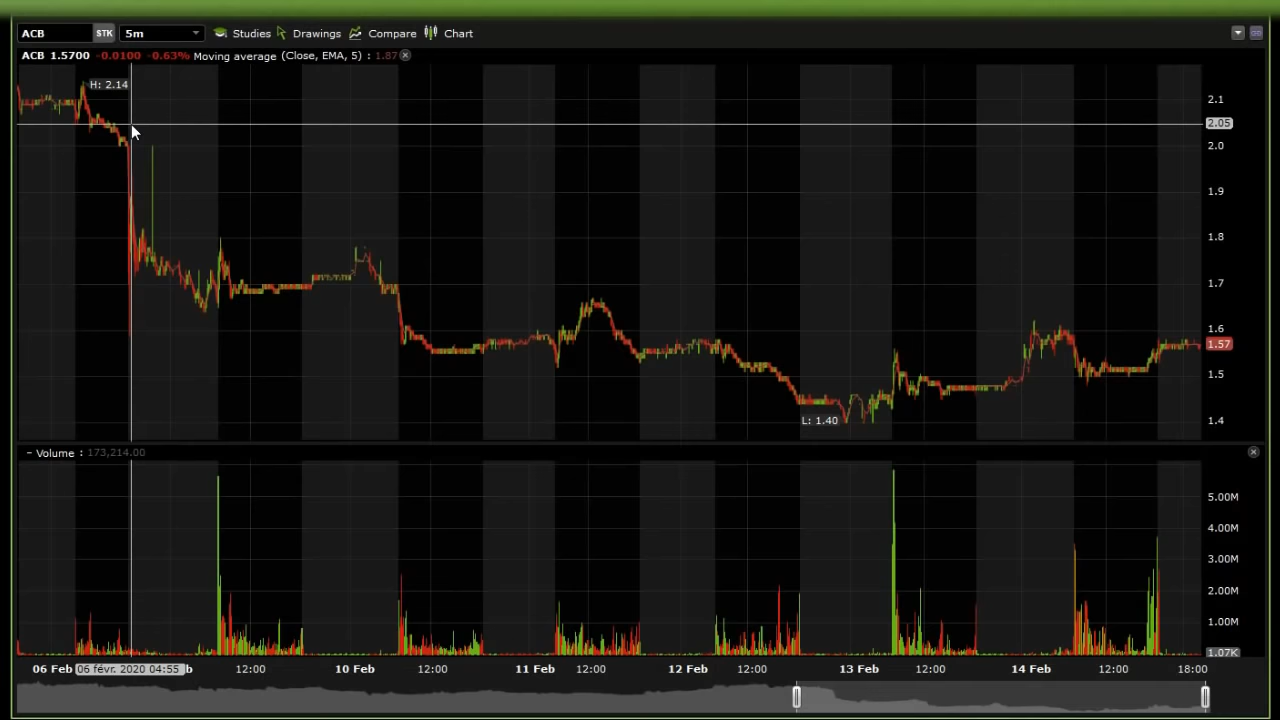 ACB STK 5m Studies Drawings Compare Chart
ACB 1.5700 -0.0100 -0.63% Moving average (Close, EMA, 5) : 1.87
H: 2.14
2.1
2.05
2.0
1.9
1.8
1.7
1.6
1.57
1.5
1.4
L: 1.40
– Volume : 173,214.00
5.00M
4.00M
3.00M
2.00M
1.00M
1.07K
06 Feb 06 févr. 2020 04:55 b 12:00 10 Feb 12:00 11 Feb 12:00 12 Feb 12:00 13 Feb 12:00 14 Feb 12:00 18:00